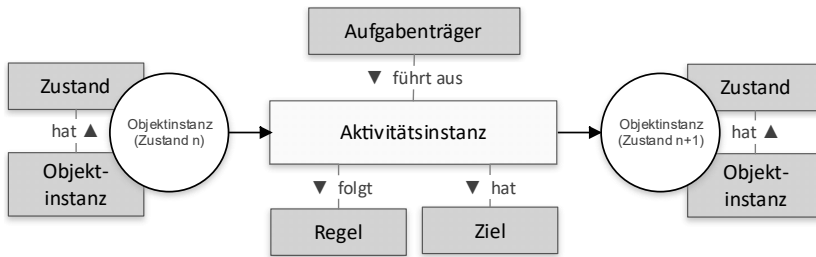 Aufgabenträger
▼ führt aus
Zustand
hat ▲
Objekt-
instanz
Objektinstanz
(Zustand n)
Aktivitätsinstanz
Objektinstanz
(Zustand n+1)
Zustand
hat ▲
Objekt-
instanz
▼ folgt
▼ hat
Regel
Ziel